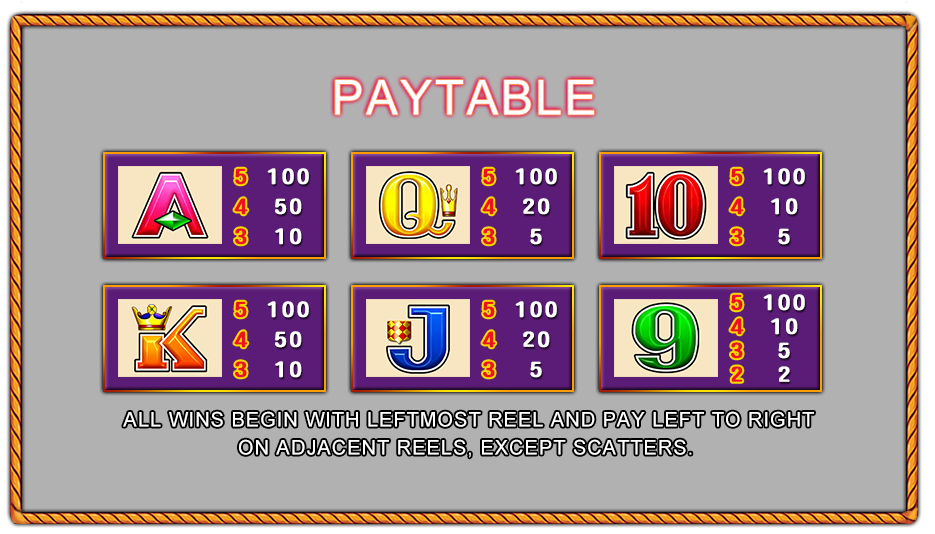 PAYTABLE
A 5 100
4 50
3 10
Q 5 100
4 20
3 5
10 5 100
4 10
3 5
K 5 100
4 50
3 10
J 5 100
4 20
3 5
9 5 100
4 10
3 5
2 2
ALL WINS BEGIN WITH LEFTMOST REEL AND PAY LEFT TO RIGHT
ON ADJACENT REELS, EXCEPT SCATTERS.